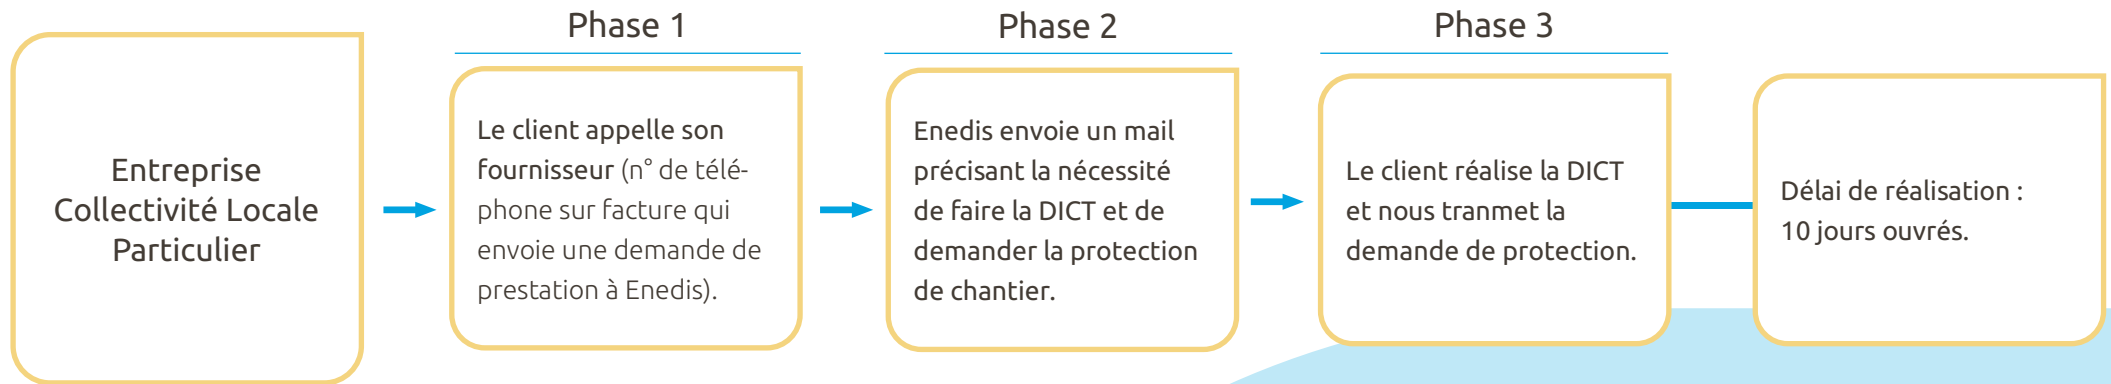 Entreprise
Collectivité Locale
Particulier
Phase 1
Le client appelle son
fournisseur (n° de télé-
phone sur facture qui
envoie une demande de
prestation à Enedis).
Phase 2
Enedis envoie un mail
précisant la nécessité
de faire la DICT et de
demander la protection
de chantier.
Phase 3
Le client réalise la DICT
et nous tranmet la
demande de protection.
Délai de réalisation :
10 jours ouvrés.